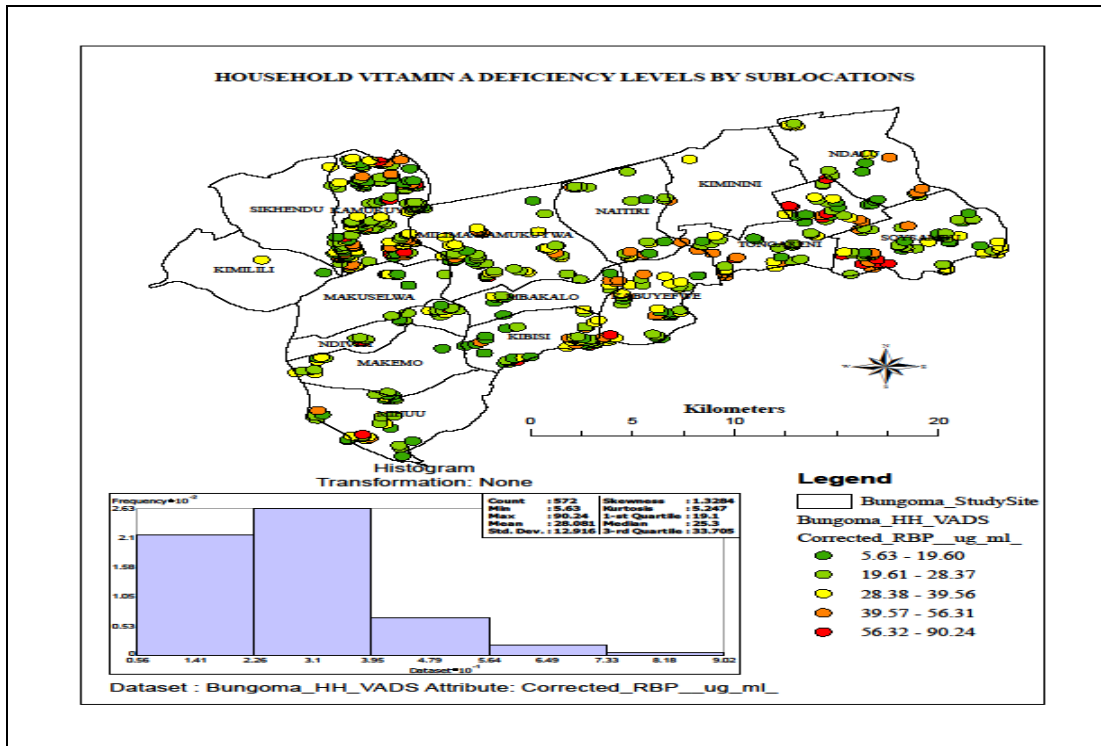 HOUSEHOLD VITAMIN A DEFICIENCY LEVELS BY SUBLOCATIONS
NDALU
KIMININI
SIKHENDU
NAITIRI
KIMILILI
MAKUSELWA
MBAKALO
KIBISI
MAKEMO
N
W
E
S
Kilometers
0 5 10 20
Histogram
Transformation: None
Frequency*10⁻²
2.63
2.1
1.58
1.05
0.53
0
0.56 1.41 2.26 3.1 3.95 4.79 5.64 6.49 7.33 8.18 9.02
Dataset*10⁻¹
Count : 572 Skewness : 1.3284
Min : 5.63 Kurtosis : 5.247
Max : 90.24 1-st Quartile : 19.1
Mean : 28.081 Median : 25.3
Std. Dev. : 12.916 3-rd Quartile : 33.705
Dataset : Bungoma_HH_VADS Attribute: Corrected_RBP__ug_ml_
Legend
Bungoma_StudySite
Bungoma_HH_VADS
Corrected_RBP__ug_ml_
5.63 - 19.60
19.61 - 28.37
28.38 - 39.56
39.57 - 56.31
56.32 - 90.24